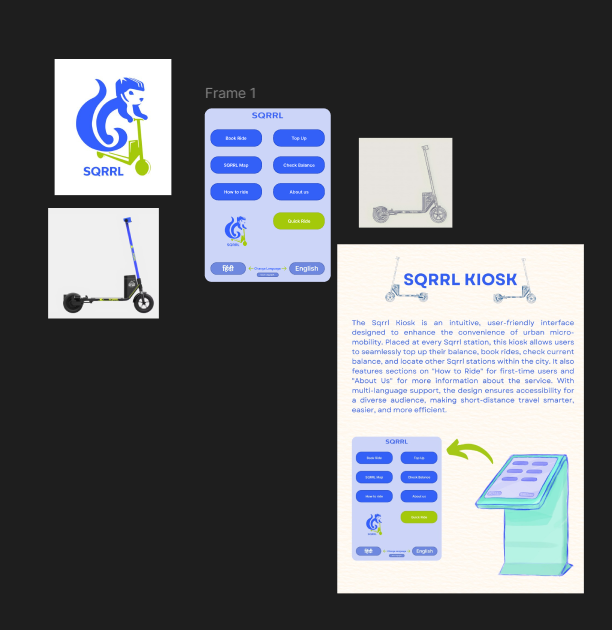 SQRRL
Frame 1
SQRRL
Book Ride
Top Up
SQRRL Map
Check Balance
How to ride
About us
Quick Ride
हिंदी
Change Language
English
SQRRL KIOSK
The Sqrrl Kiosk is an intuitive, user-friendly interface
designed to enhance the convenience of urban micro-
mobility. Placed at every Sqrrl station, this kiosk allows users
to seamlessly top up their balance, book rides, check current
balance, and locate other Sqrrl stations within the city. It also
features sections on "How to Ride" for first-time users and
"About Us" for more information about the service. With
multi-language support, the design ensures accessibility for
a diverse audience, making short-distance travel smarter,
easier, and more efficient.
SQRRL
Book Ride
Top Up
SQRRL Map
Check Balance
How to ride
About us
Quick Ride
हिंदी
English